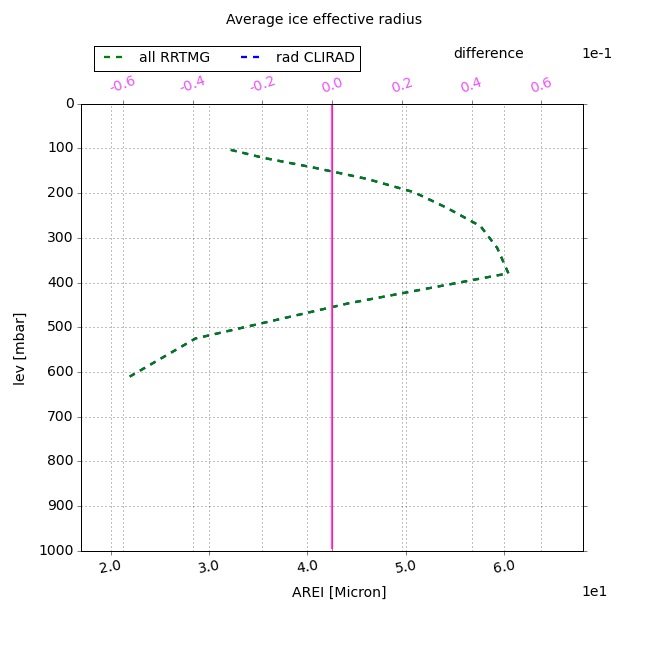 Average ice effective radius
all RRTMG rad CLIRAD difference 1e-1
-0.6 -0.4 -0.2 0.0 0.2 0.4 0.6
0
100
200
300
400
500
600
700
800
900
1000
lev [mbar]
2.0 3.0 4.0 5.0 6.0
AREI [Micron] 1e1